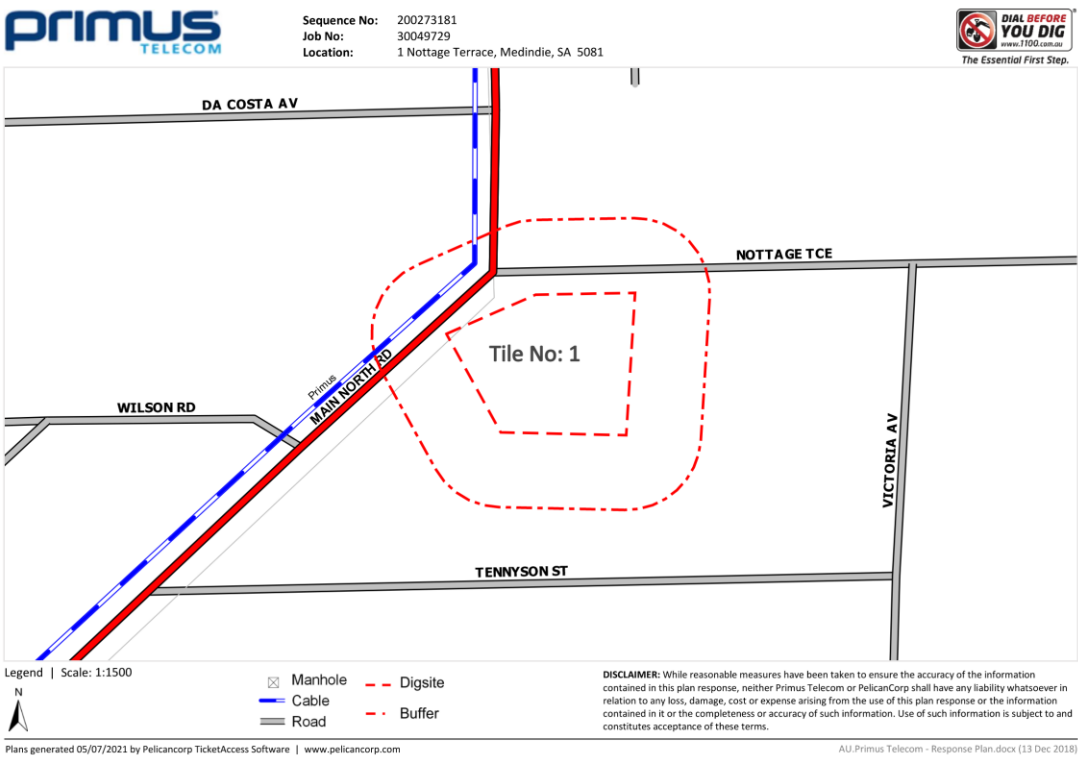 primus
TELECOM
Sequence No: 200273181
Job No: 30049729
Location: 1 Nottage Terrace, Medindie, SA 5081
DIAL BEFORE
YOU DIG
www.1100.com.au
The Essential First Step.
DA COSTA AV
NOTTAGE TCE
Tile No: 1
Primus
MAIN NORTH RD
WILSON RD
VICTORIA AV
TENNYSON ST
Legend | Scale: 1:1500
N
Manhole
Cable
Road
Digsite
Buffer
DISCLAIMER: While reasonable measures have been taken to ensure the accuracy of the information
contained in this plan response, neither Primus Telecom or PelicanCorp shall have any liability whatsoever in
relation to any loss, damage, cost or expense arising from the use of this plan response or the information
contained in it or the completeness or accuracy of such information. Use of such information is subject to and
constitutes acceptance of these terms.
Plans generated 05/07/2021 by Pelicancorp TicketAccess Software | www.pelicancorp.com
AU.Primus Telecom - Response Plan.docx (13 Dec 2018)